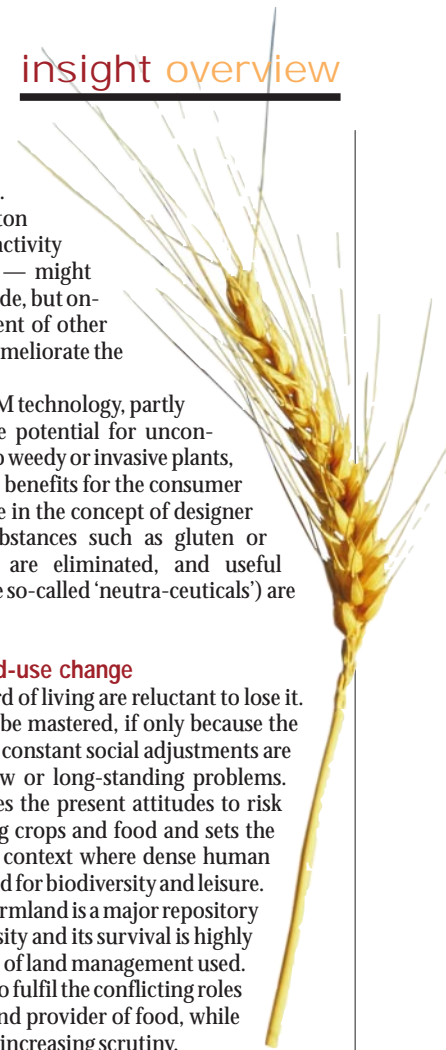 insight overview
.
ton
activity
— might
de, but on-
ent of other
meliorate the
M technology, partly
e potential for uncon-
o weedy or invasive plants,
benefits for the consumer
e in the concept of designer
bstances such as gluten or
are eliminated, and useful
e so-called ‘neutra-ceuticals’) are
d-use change
rd of living are reluctant to lose it.
be mastered, if only because the
constant social adjustments are
w or long-standing problems.
es the present attitudes to risk
g crops and food and sets the
context where dense human
d for biodiversity and leisure.
rmland is a major repository
sity and its survival is highly
of land management used.
o fulfil the conflicting roles
nd provider of food, while
increasing scrutiny.